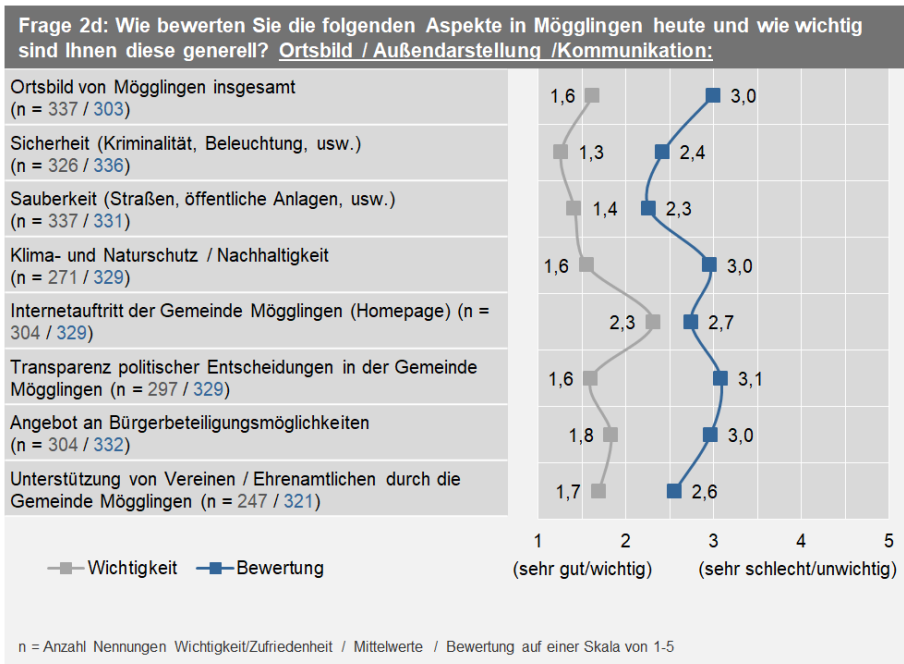 Frage 2d: Wie bewerten Sie die folgenden Aspekte in Mögglingen heute und wie wichtig
sind Ihnen diese generell? Ortsbild / Außendarstellung /Kommunikation:
Ortsbild von Mögglingen insgesamt
(n = 337 / 303)
1,6 3,0
Sicherheit (Kriminalität, Beleuchtung, usw.)
(n = 326 / 336)
1,3 2,4
Sauberkeit (Straßen, öffentliche Anlagen, usw.)
(n = 337 / 331)
1,4 2,3
Klima- und Naturschutz / Nachhaltigkeit
(n = 271 / 329)
1,6 3,0
Internetauftritt der Gemeinde Mögglingen (Homepage) (n =
304 / 329)
2,3 2,7
Transparenz politischer Entscheidungen in der Gemeinde
Mögglingen (n = 297 / 329)
1,6 3,1
Angebot an Bürgerbeteiligungsmöglichkeiten
(n = 304 / 332)
1,8 3,0
Unterstützung von Vereinen / Ehrenamtlichen durch die
Gemeinde Mögglingen (n = 247 / 321)
1,7 2,6
1 2 3 4 5
(sehr gut/wichtig) (sehr schlecht/unwichtig)
Wichtigkeit Bewertung
n = Anzahl Nennungen Wichtigkeit/Zufriedenheit / Mittelwerte / Bewertung auf einer Skala von 1-5